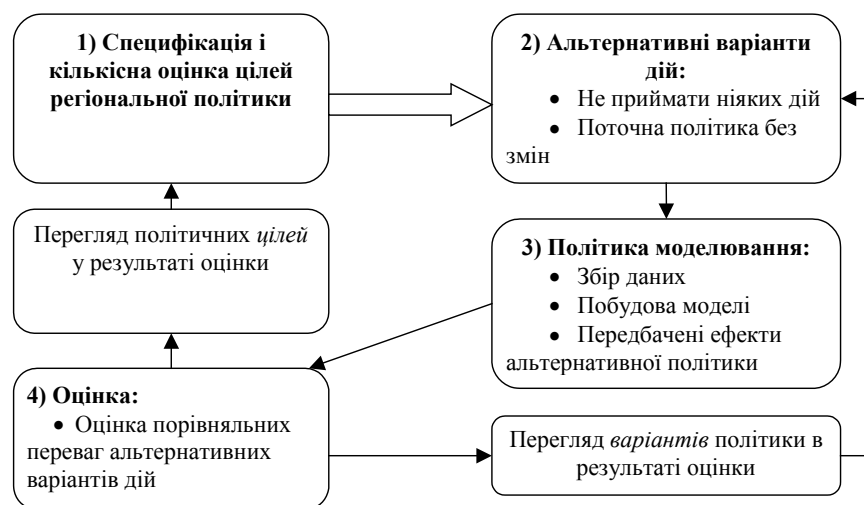 1) Специфікація і
кількісна оцінка цілей
регіональної політики
2) Альтернативні варіанти
дій:
• Не приймати ніяких дій
• Поточна політика без
змін
Перегляд політичних цілей
у результаті оцінки
3) Політика моделювання:
• Збір даних
• Побудова моделі
• Передбачені ефекти
альтернативної політики
4) Оцінка:
• Оцінка порівняльних
переваг альтернативних
варіантів дій
Перегляд варіантів політики в
результаті оцінки